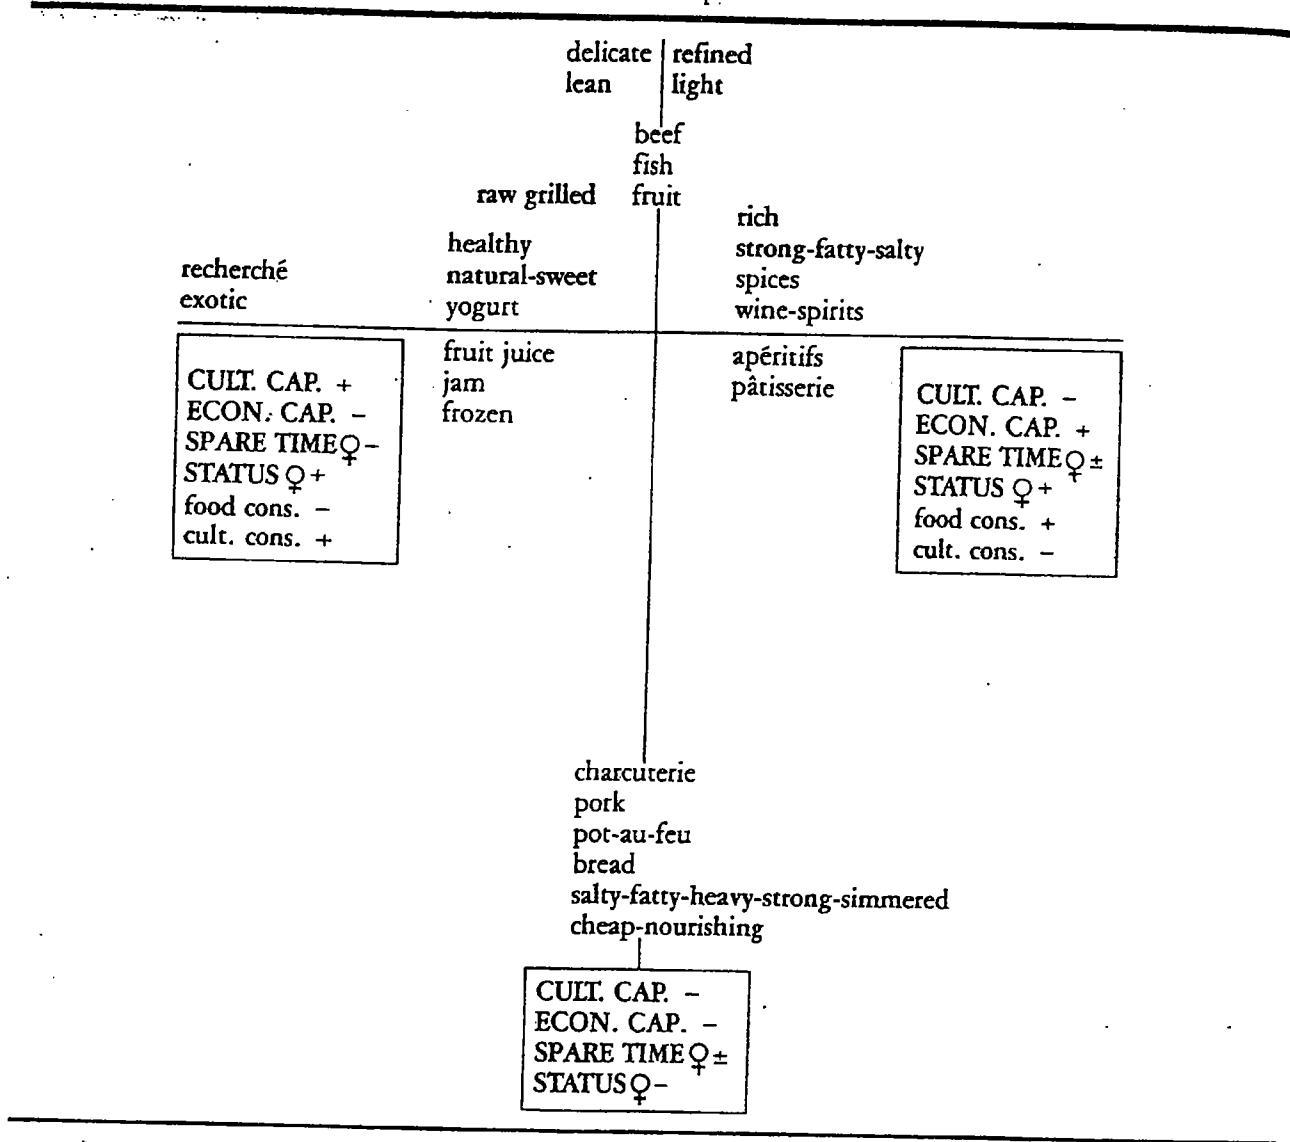 delicate refined
lean light
beef
fish
raw grilled fruit
rich
healthy strong-fatty-salty
recherché natural-sweet spices
exotic yogurt wine-spirits
fruit juice apéritifs
jam pâtisserie
frozen
CULT. CAP. +
ECON. CAP. -
SPARE TIME♀-
STATUS ♀+
food cons. -
cult. cons. +
CULT. CAP. -
ECON. CAP. +
SPARE TIME♀±
STATUS ♀+
food cons. +
cult. cons. -
charcuterie
pork
pot-au-feu
bread
salty-fatty-heavy-strong-simmered
cheap-nourishing
CULT. CAP. -
ECON. CAP. -
SPARE TIME♀±
STATUS♀-